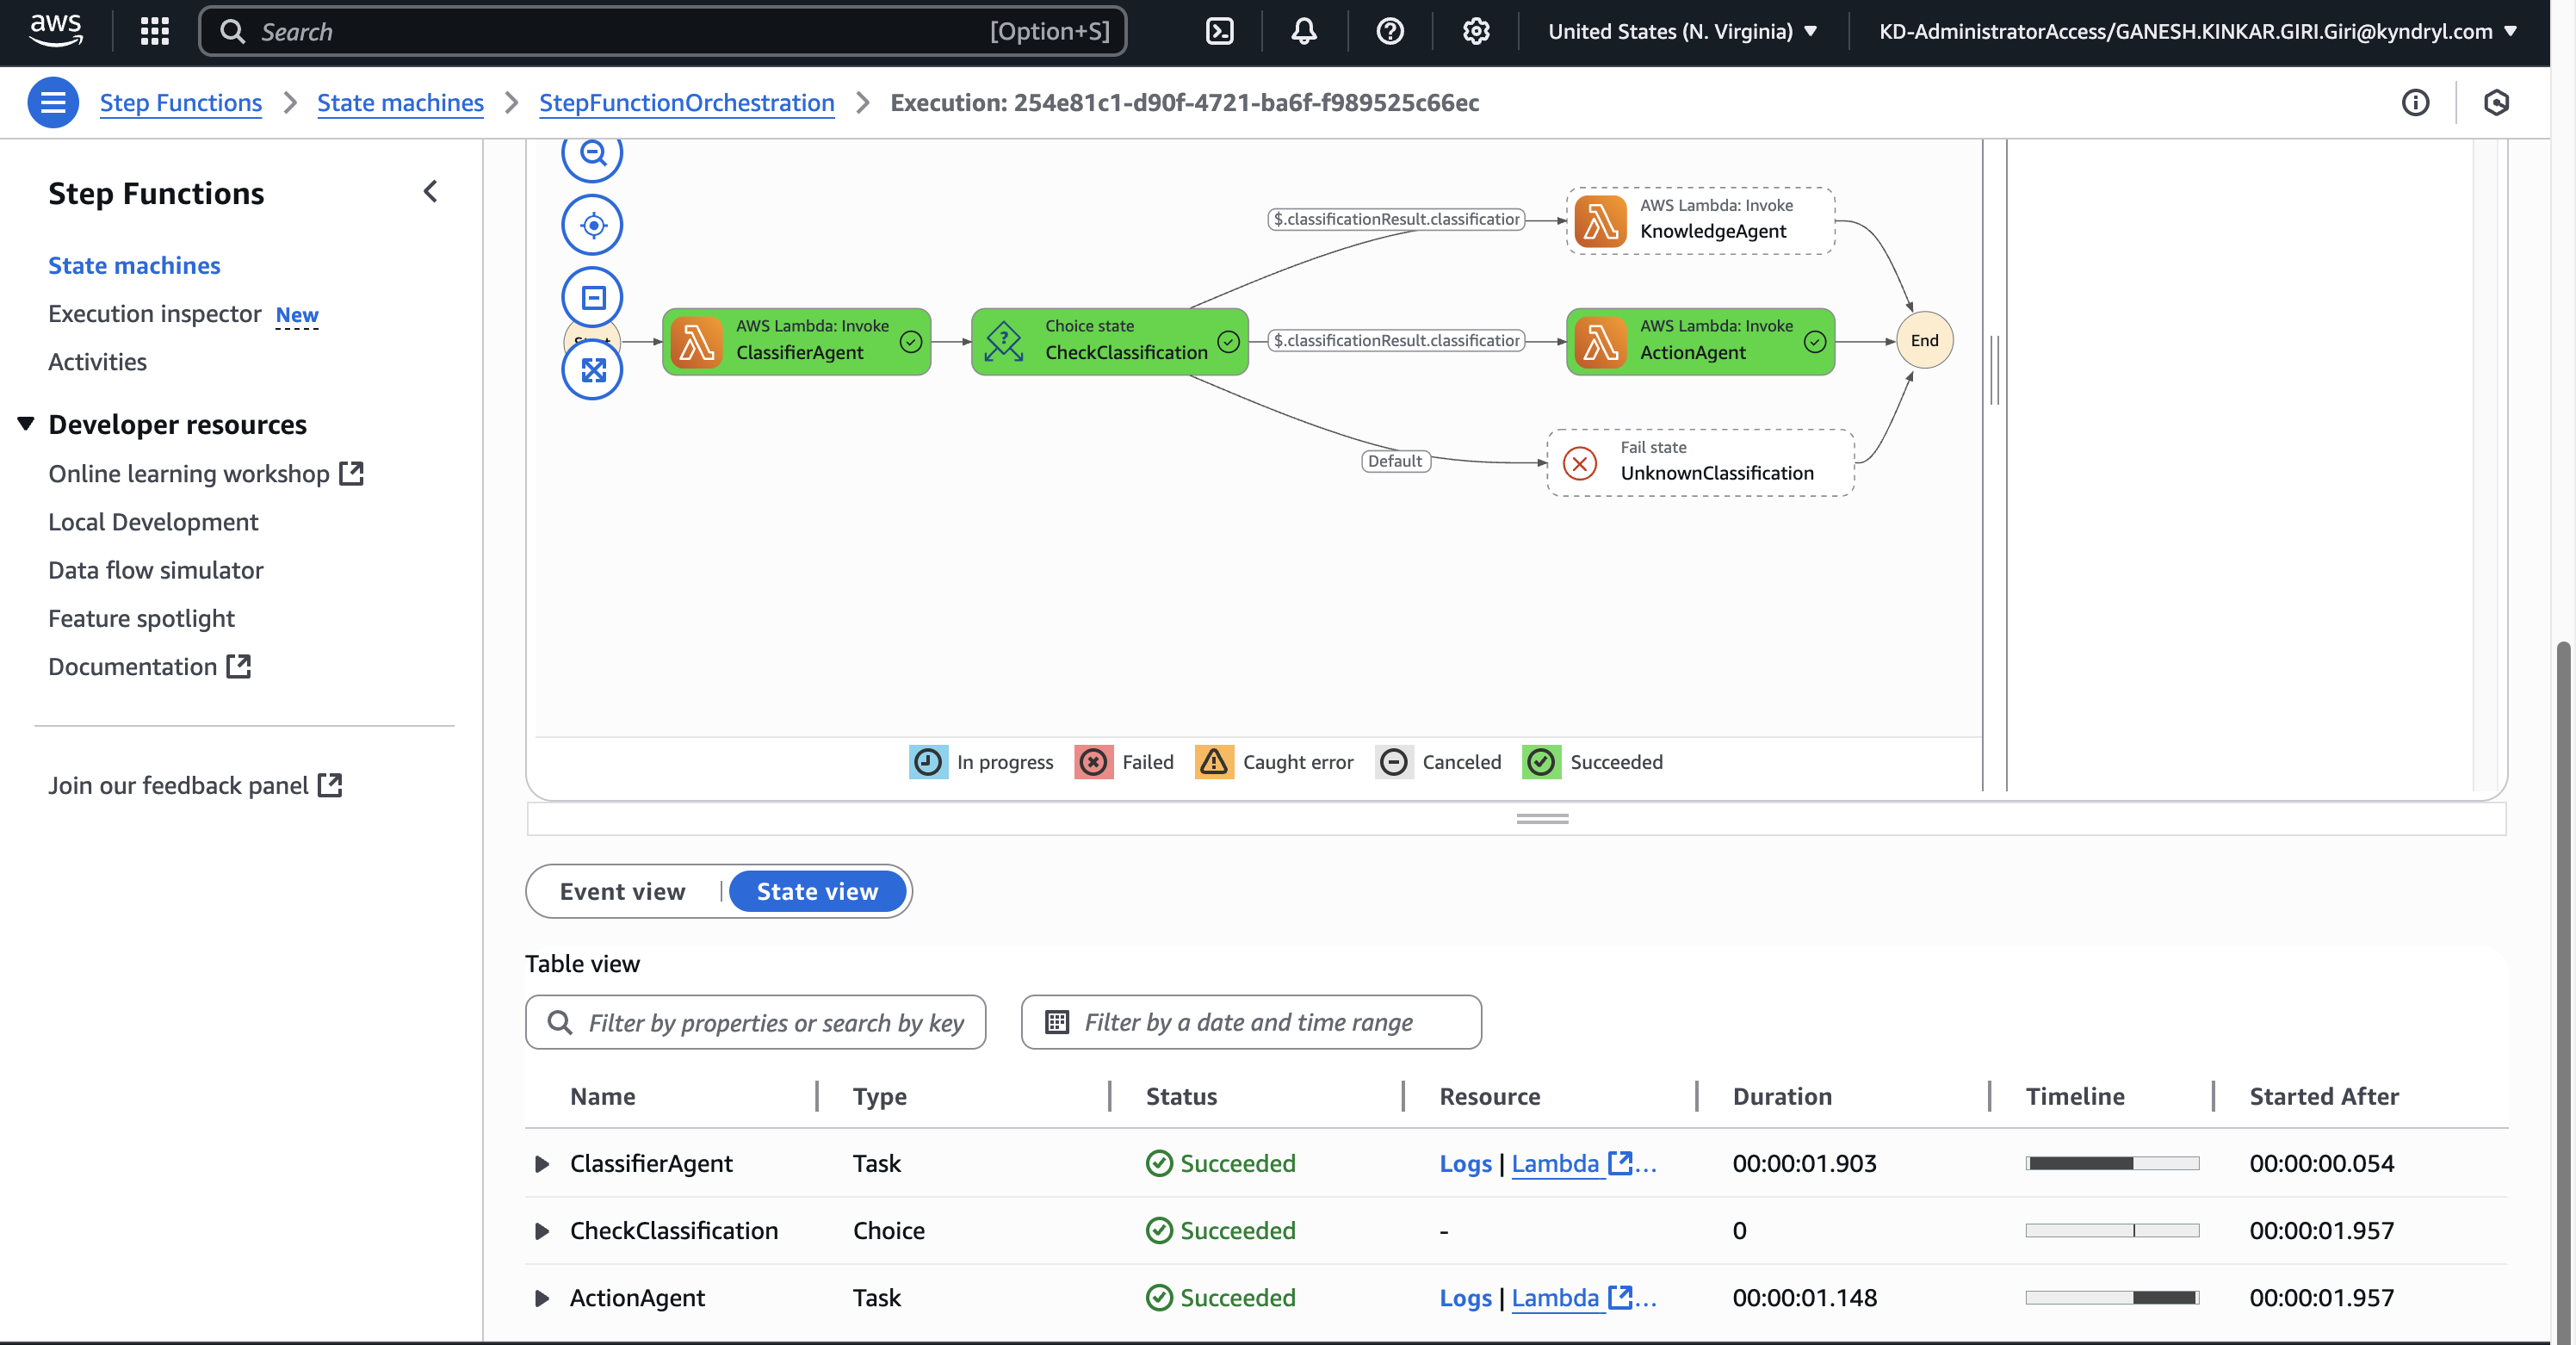 aws
Search [Option+S]
United States (N. Virginia)
KD-AdministratorAccess/GANESH.KINKAR.GIRI.Giri@kyndryl.com
Step Functions
State machines
StepFunctionOrchestration
Execution: 254e81c1-d90f-4721-ba6f-f989525c66ec
Step Functions
State machines
Execution inspector New
Activities
Developer resources
Online learning workshop
Local Development
Data flow simulator
Feature spotlight
Documentation
Join our feedback panel
AWS Lambda: Invoke
ClassifierAgent
Choice state
CheckClassification
$.classificationResult.classification
AWS Lambda: Invoke
KnowledgeAgent
$.classificationResult.classification
AWS Lambda: Invoke
ActionAgent
Default
Fail state
UnknownClassification
End
In progress
Failed
Caught error
Canceled
Succeeded
Event view
State view
Table view
Filter by properties or search by key
Filter by a date and time range
Name Type Status Resource Duration Timeline Started After
ClassifierAgent Task Succeeded Logs | Lambda ... 00:00:01.903 00:00:00.054
CheckClassification Choice Succeeded - 0 00:00:01.957
ActionAgent Task Succeeded Logs | Lambda ... 00:00:01.148 00:00:01.957